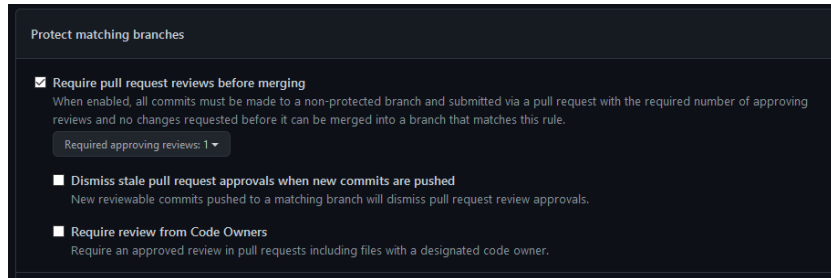 Protect matching branches
Require pull request reviews before merging
When enabled, all commits must be made to a non-protected branch and submitted via a pull request with the required number of approving
reviews and no changes requested before it can be merged into a branch that matches this rule.
Required approving reviews: 1
Dismiss stale pull request approvals when new commits are pushed
New reviewable commits pushed to a matching branch will dismiss pull request review approvals.
Require review from Code Owners
Require an approved review in pull requests including files with a designated code owner.